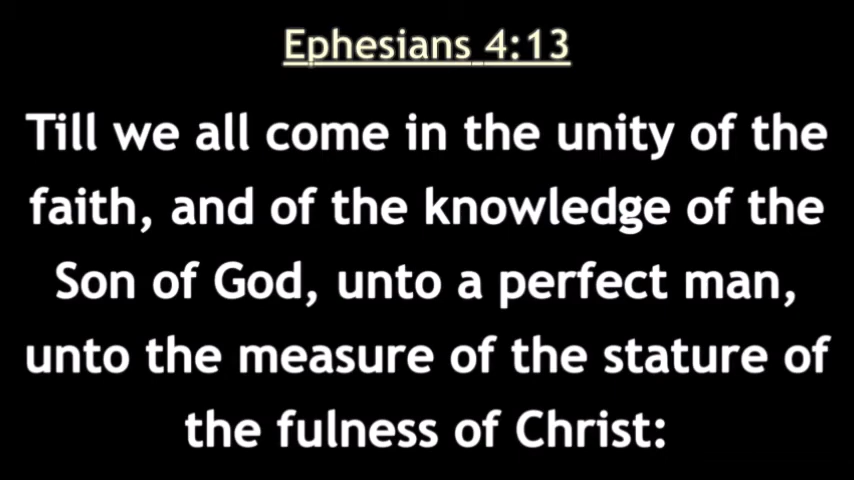 Ephesians 4:13
Till we all come in the unity of the
faith, and of the knowledge of the
Son of God, unto a perfect man,
unto the measure of the stature of
the fulness of Christ: